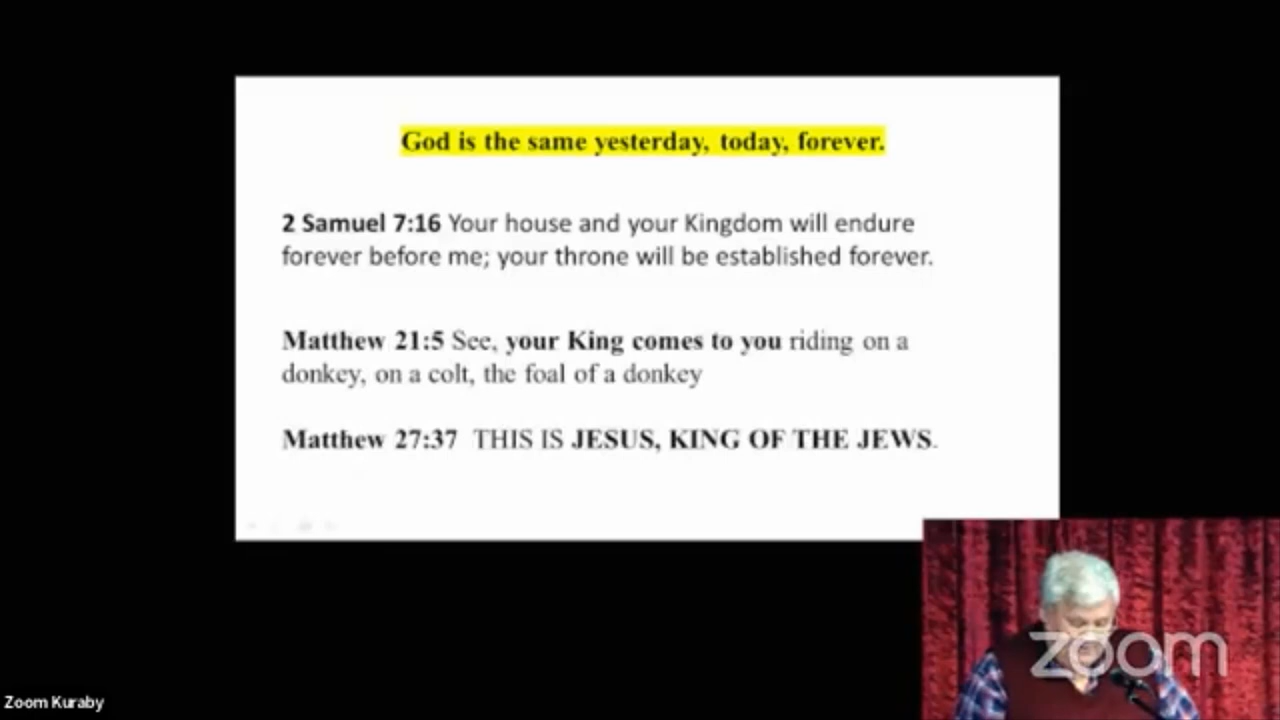 God is the same yesterday, today, forever.
2 Samuel 7:16 Your house and your Kingdom will endure
forever before me; your throne will be established forever.
Matthew 21:5 See, your King comes to you riding on a
donkey, on a colt, the foal of a donkey
Matthew 27:37 THIS IS JESUS, KING OF THE JEWS.
zoom
Zoom Kuraby